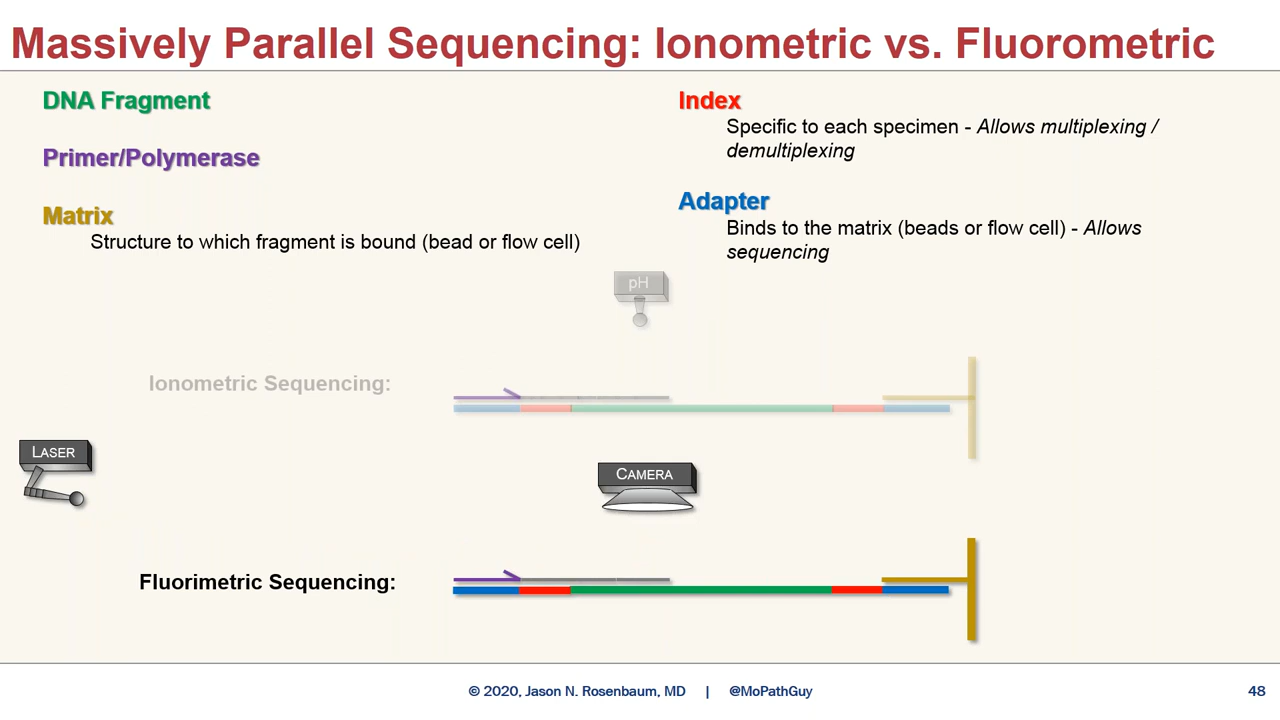 Massively Parallel Sequencing: Ionometric vs. Fluorometric
DNA Fragment
Primer/Polymerase
Matrix
Structure to which fragment is bound (bead or flow cell)
Index
Specific to each specimen - Allows multiplexing /
demultiplexing
Adapter
Binds to the matrix (beads or flow cell) - Allows
sequencing
pH
Ionometric Sequencing:
LASER
CAMERA
Fluorimetric Sequencing:
© 2020, Jason N. Rosenbaum, MD | @MoPathGuy
48